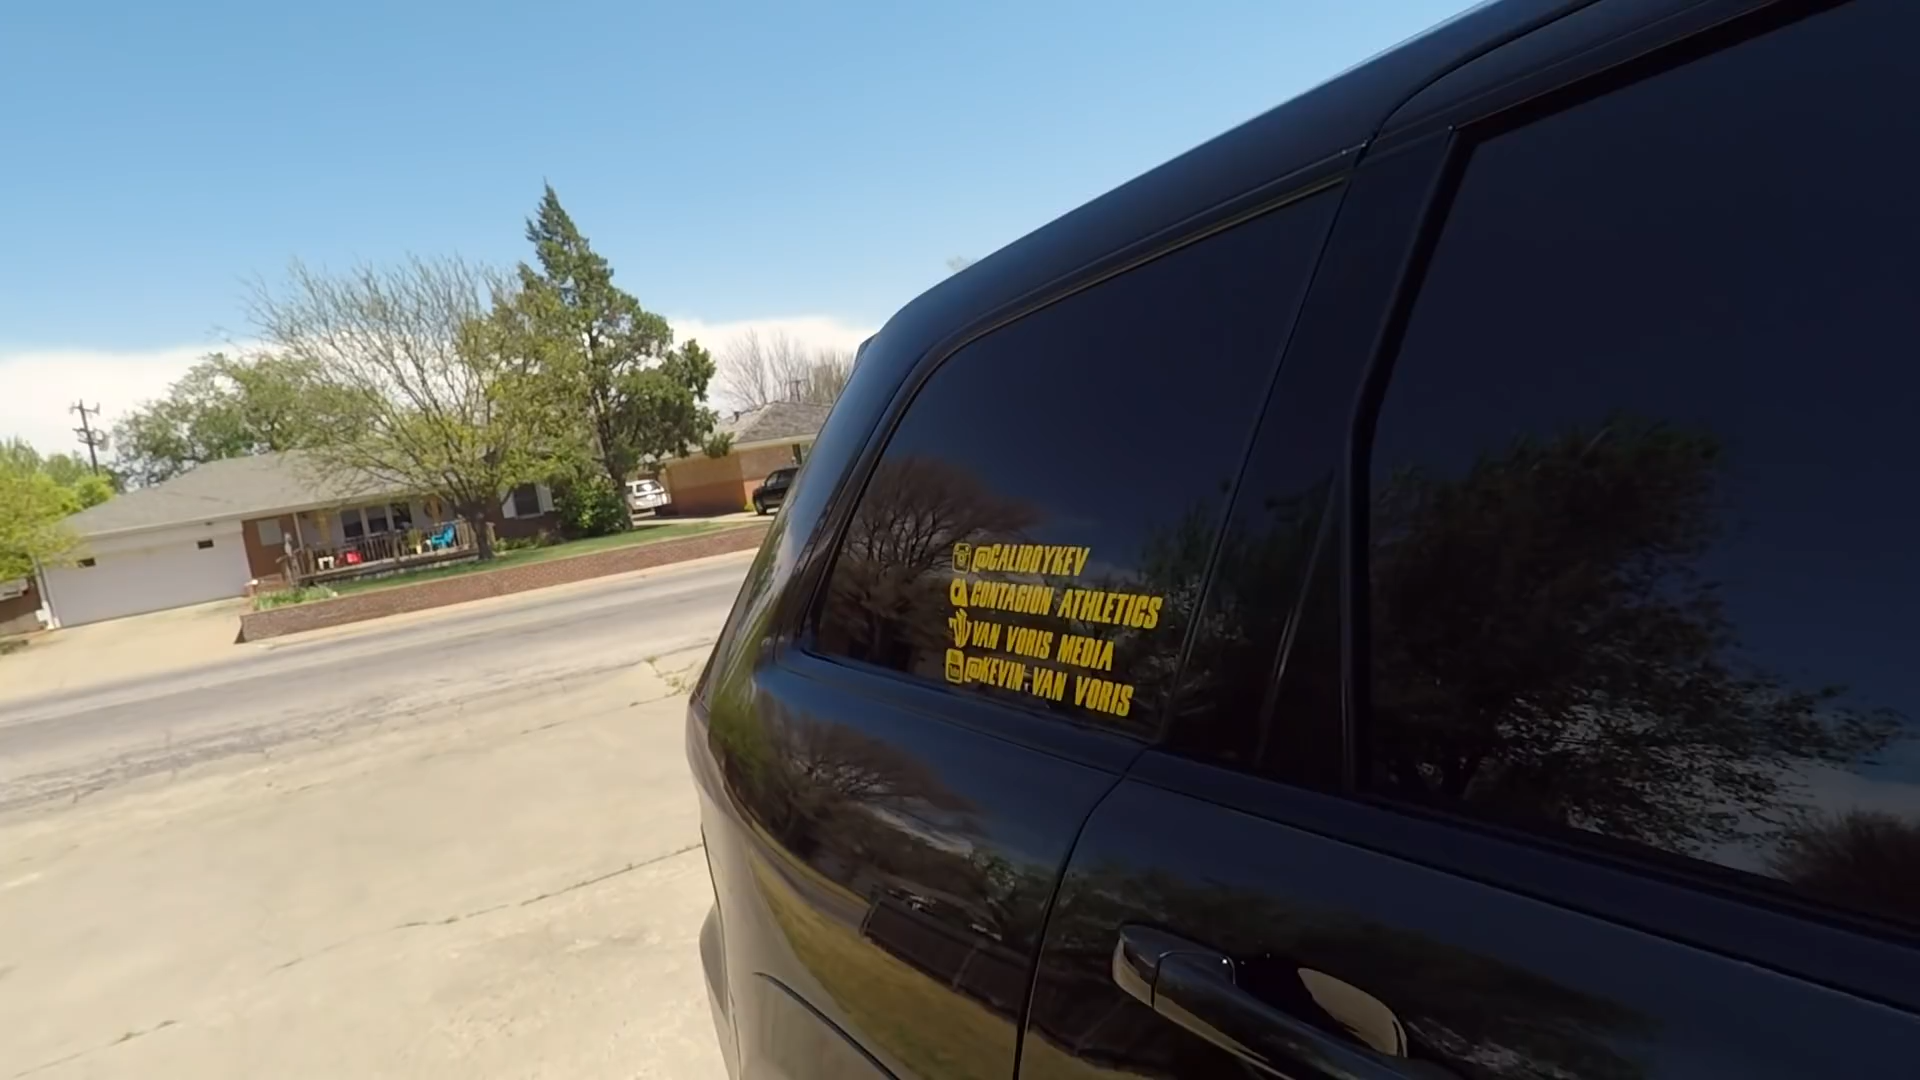 @CALIBOYKEV
CONTAGION ATHLETICS
VAN VORIS MEDIA
@KEVIN-VAN VORIS